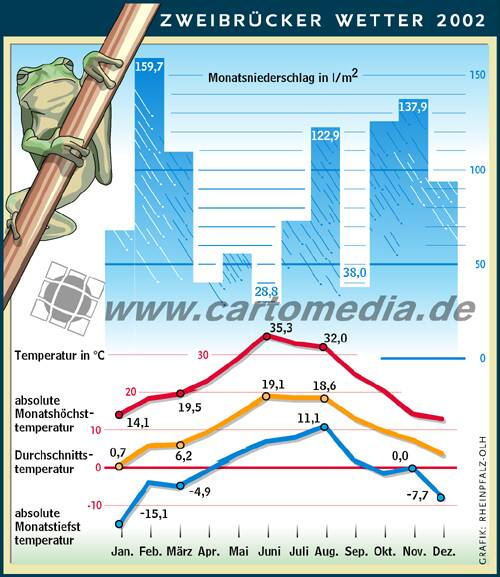 ZWEIBRÜCKER WETTER 2002
159,7
Monatsniederschlag in l/m²
150
137,9
122,9
100
50
38,0
28,8
www.cartomedia.de
0
Temperatur in °C
30
35,3
32,0
20
absolute
Monatshöchst-
temperatur
14,1
19,5
19,1
18,6
10
11,1
Durchschnitts-
temperatur
0,7
6,2
0
0,0
-4,9
-7,7
-10
-15,1
absolute
Monatstiefst
temperatur
Jan. Feb. März Apr. Mai Juni Juli Aug. Sep. Okt. Nov. Dez.
GRAFIK: RHEINPFALZ-OLH